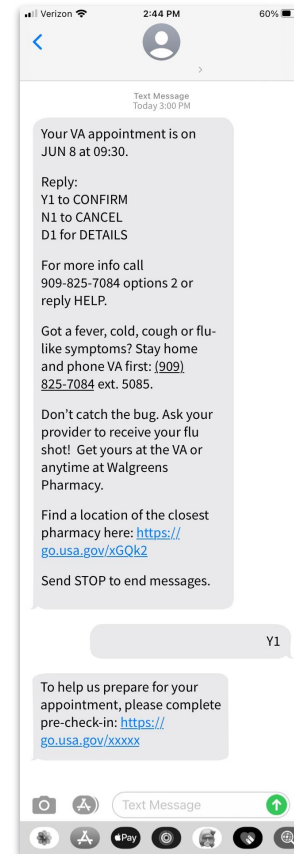 Verizon 2:44 PM 60%
Text Message
Today 3:00 PM
Your VA appointment is on
JUN 8 at 09:30.
Reply:
Y1 to CONFIRM
N1 to CANCEL
D1 for DETAILS
For more info call
909-825-7084 options 2 or
reply HELP.
Got a fever, cold, cough or flu-
like symptoms? Stay home
and phone VA first: (909)
825-7084 ext. 5085.
Don’t catch the bug. Ask your
provider to receive your flu
shot! Get yours at the VA or
anytime at Walgreens
Pharmacy.
Find a location of the closest
pharmacy here: https://
go.usa.gov/xGQk2
Send STOP to end messages.
Y1
To help us prepare for your
appointment, please complete
pre-check-in: https://
go.usa.gov/xxxxx
Text Message
Pay